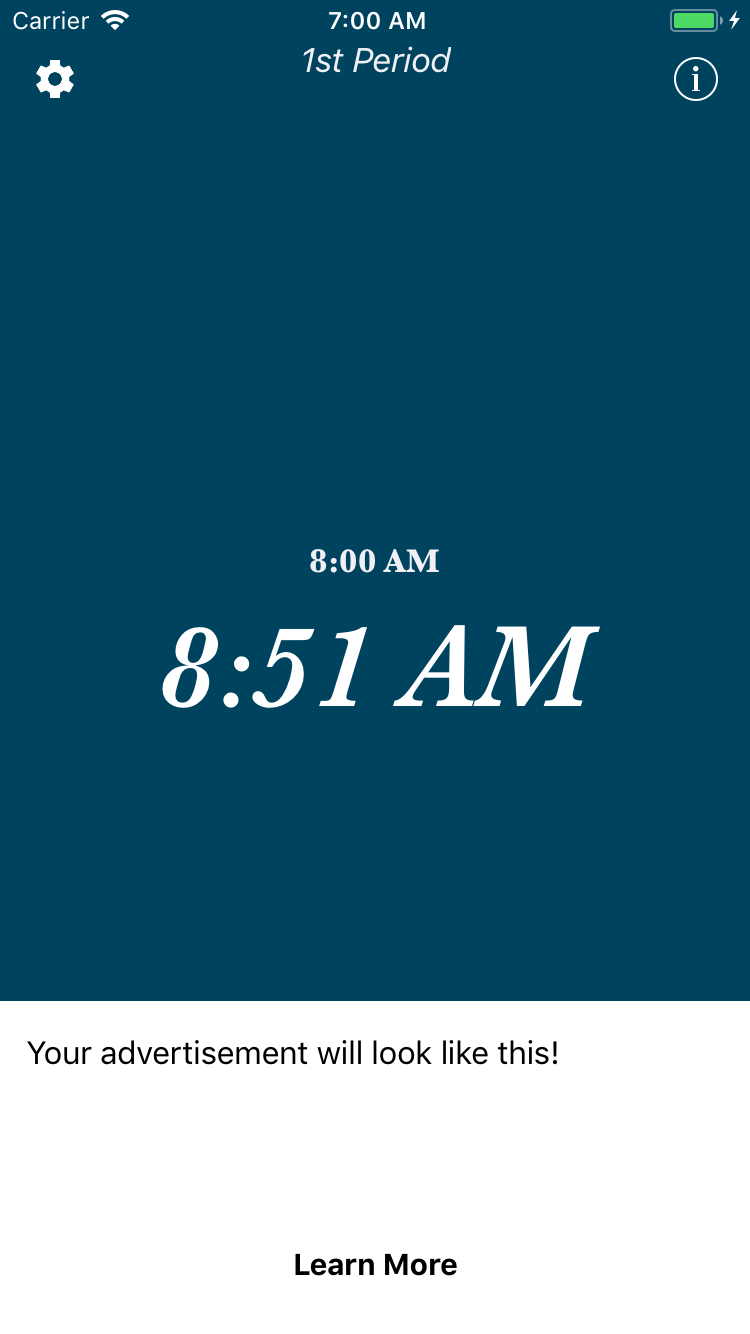 Carrier 7:00 AM
1st Period
i
8:00 AM
8:51 AM
Your advertisement will look like this!
Learn More